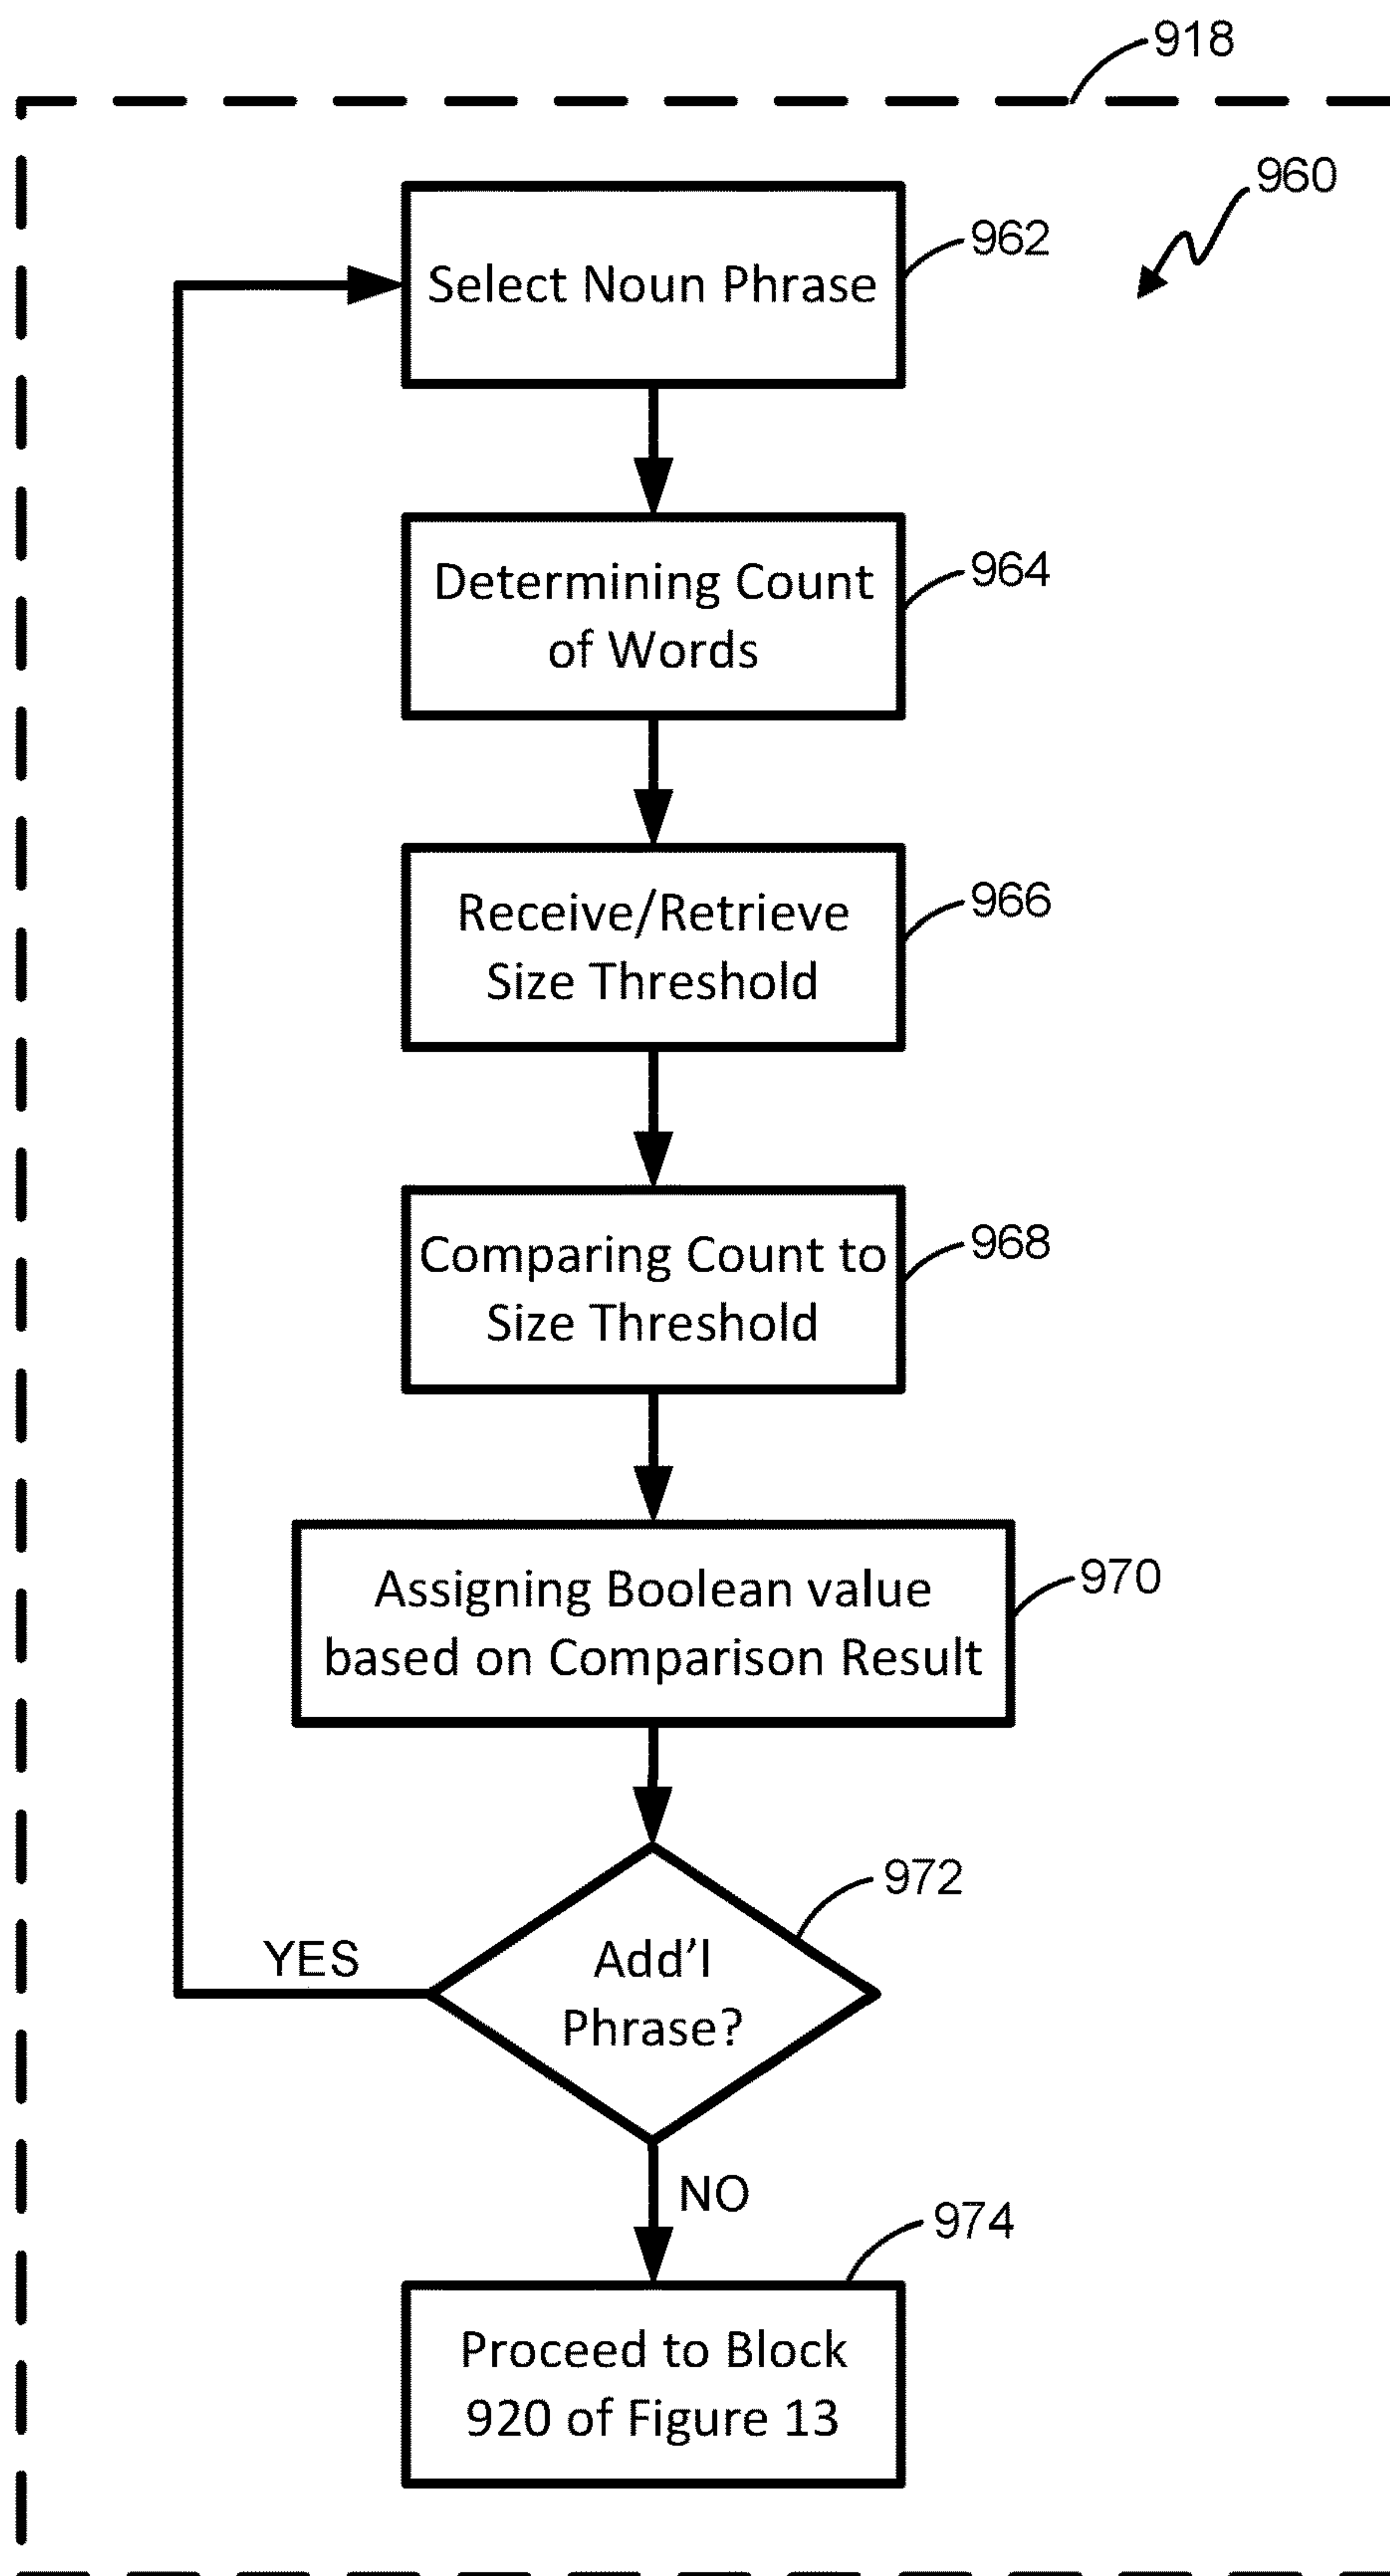 918
960
Select Noun Phrase
962
Determining Count
of Words
964
Receive/Retrieve
Size Threshold
966
Comparing Count to
Size Threshold
968
Assigning Boolean value
based on Comparison Result
970
972
Add'l
Phrase?
YES
NO
974
Proceed to Block
920 of Figure 13